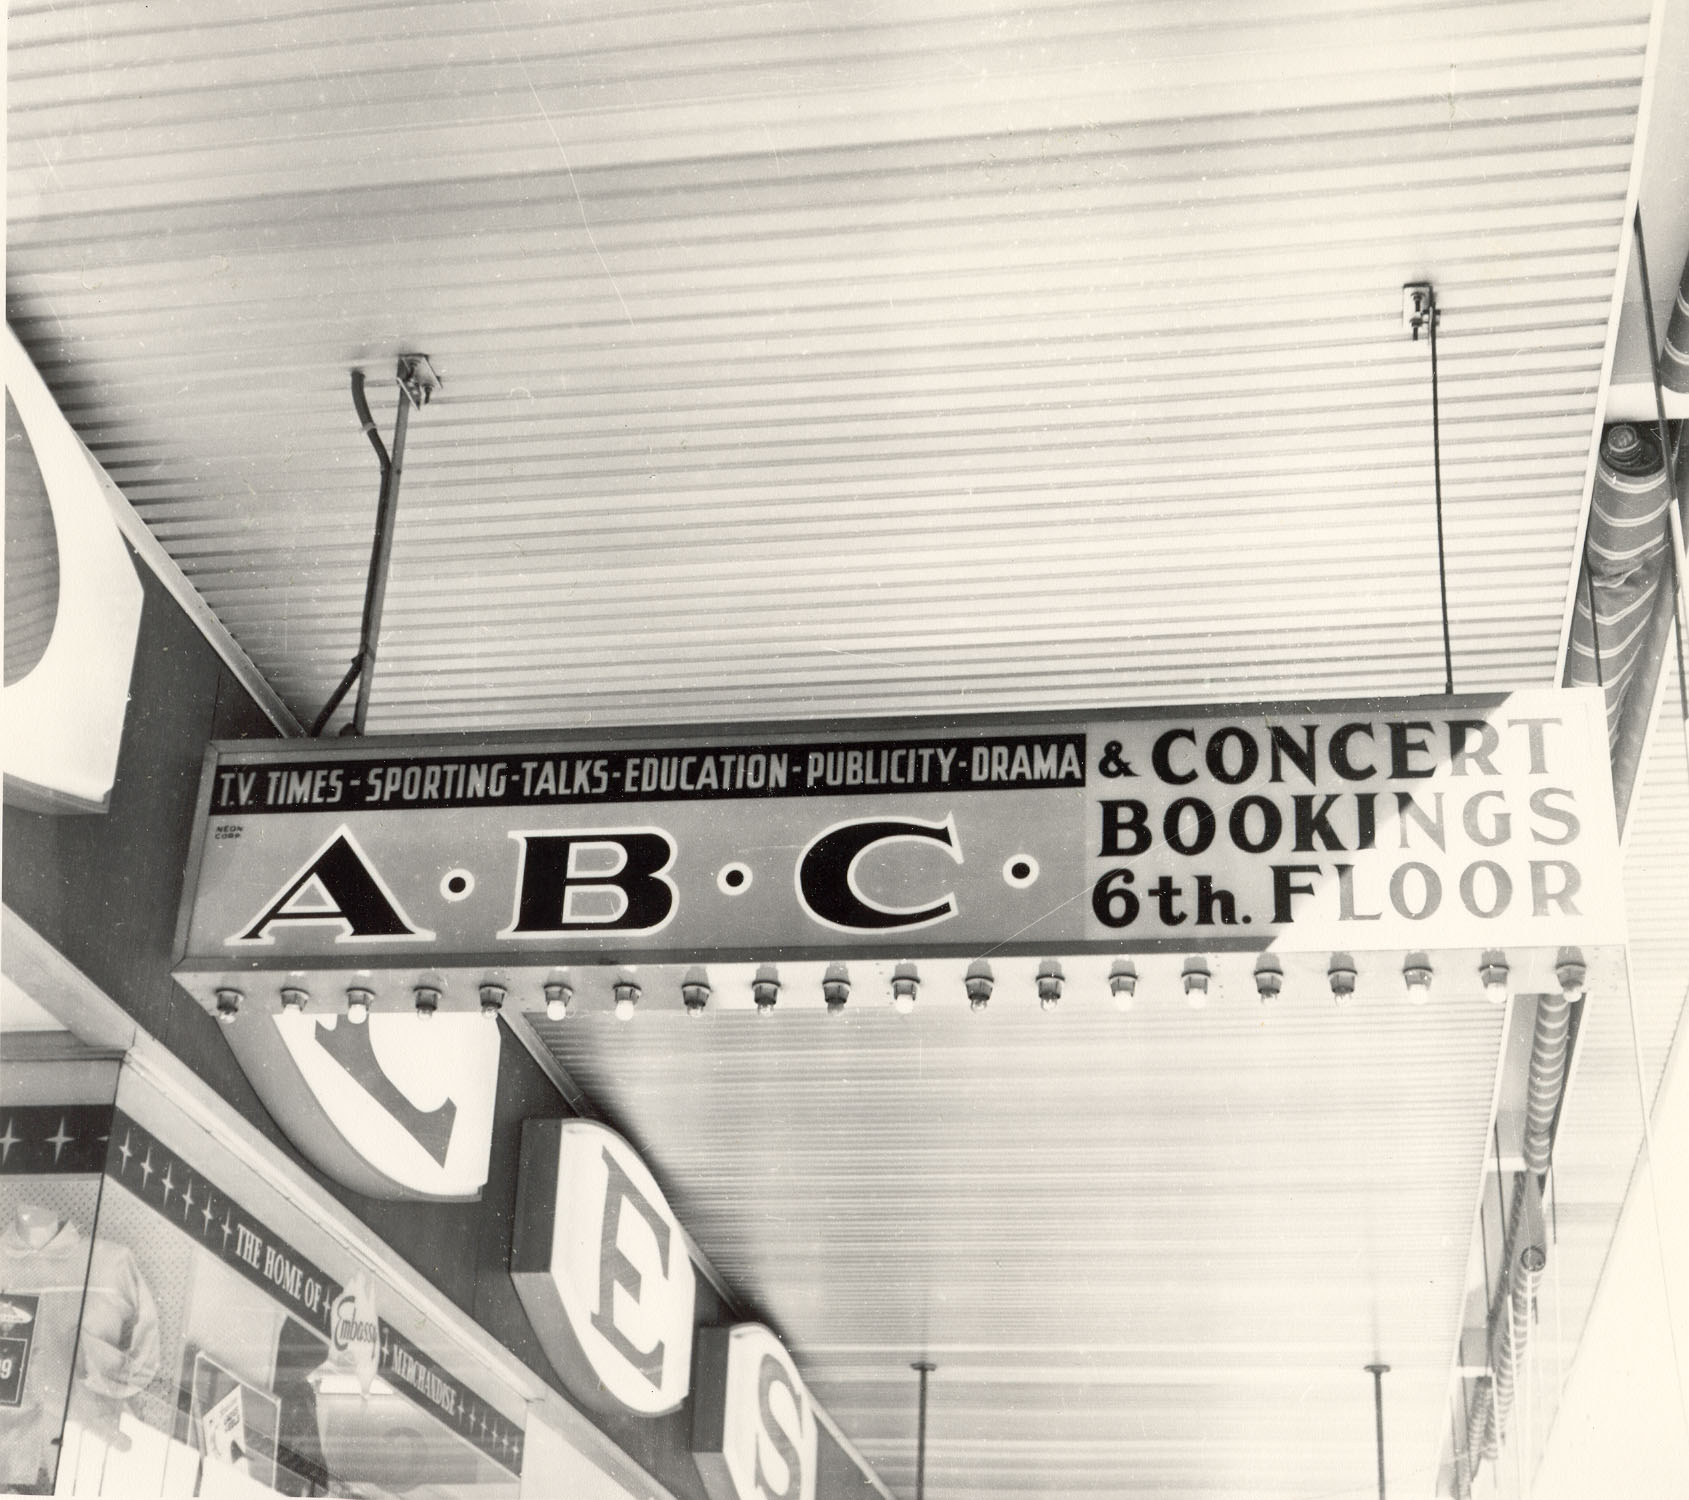 T.V. TIMES-SPORTING-TALKS-EDUCATION-PUBLICITY-DRAMA
NEON
CORP.
A·B·C·
& CONCERT
BOOKINGS
6th. FLOOR
E
S
THE HOME OF Embassy MERCHANDISE